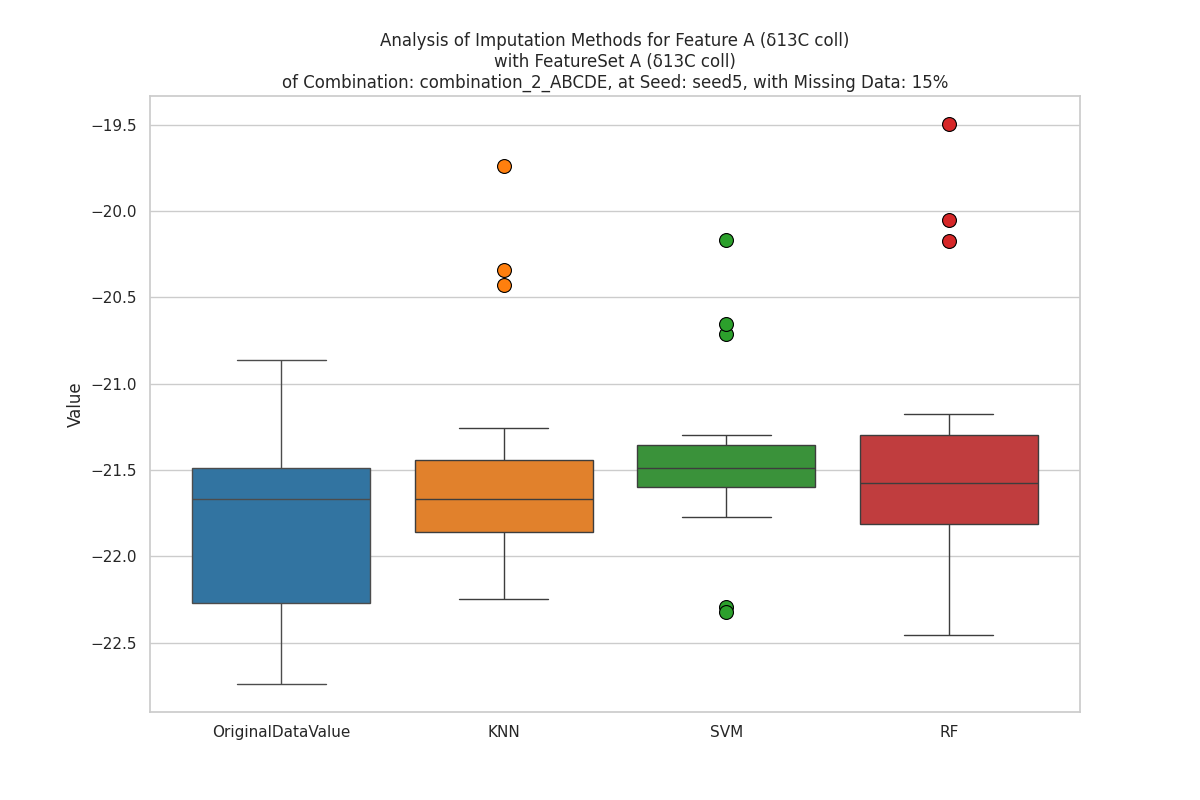 Analysis of Imputation Methods for Feature A (δ13C coll)
with FeatureSet A (δ13C coll)
of Combination: combination_2_ABCDE, at Seed: seed5, with Missing Data: 15%
−19.5
−20.0
−20.5
−21.0
−21.5
−22.0
−22.5
Value
OriginalDataValue
KNN
SVM
RF